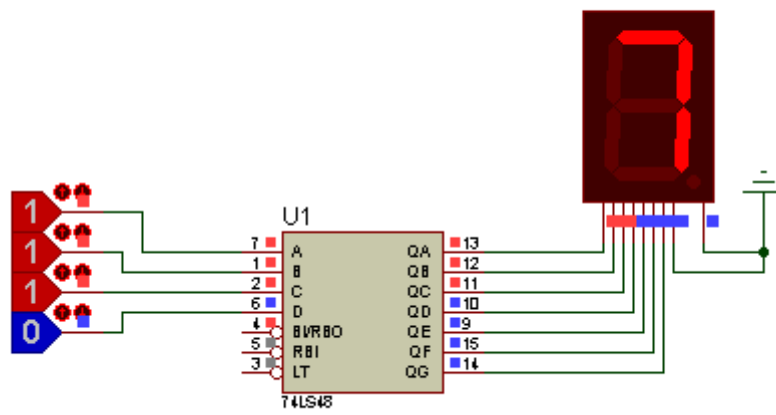 7
1
1
1
0
U1
7 A QA 13
1 B QB 12
2 C QC 11
6 D QD 10
4 BI/RBO QE 9
5 RBI QF 15
3 LT QG 14
74LS48